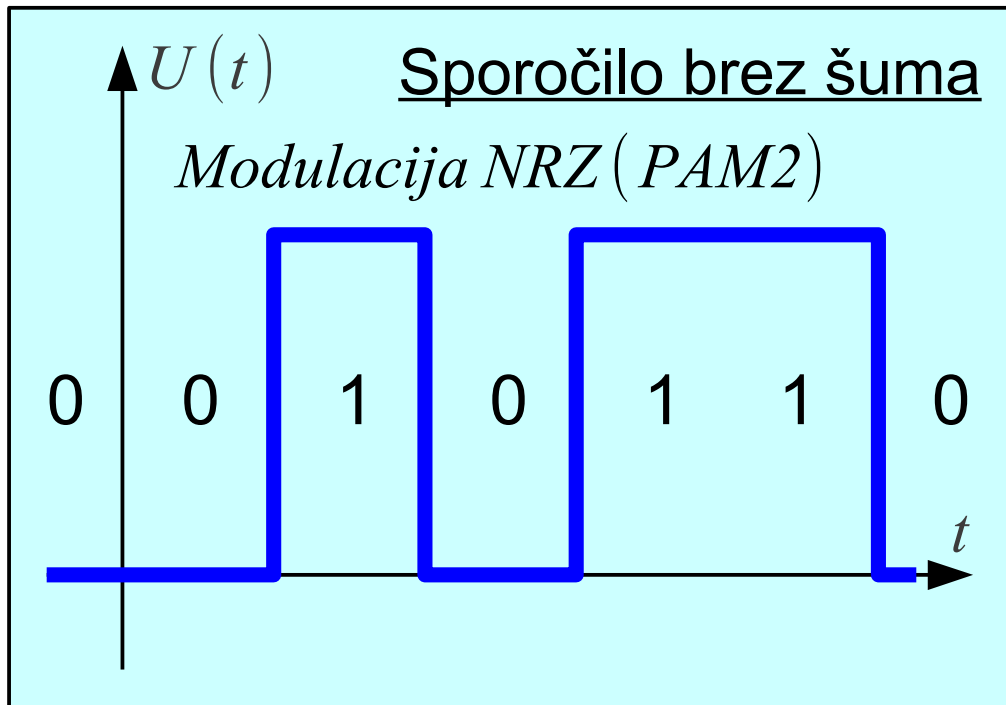 U(t)
Sporočilo brez šuma
Modulacija NRZ (PAM2)
0 0 1 0 1 1 0
t